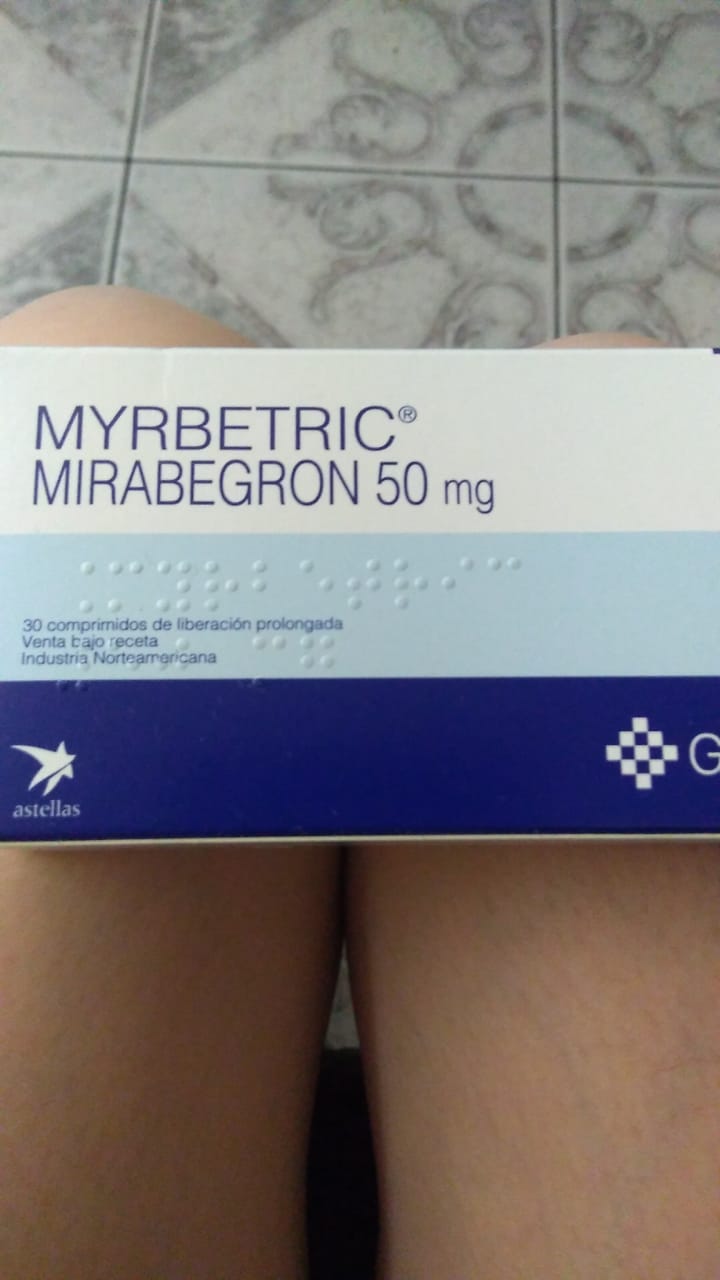 MYRBETRIC®
MIRABEGRON 50 mg
30 comprimidos de liberación prolongada
Venta bajo receta
Industria Norteamericana
astellas
G